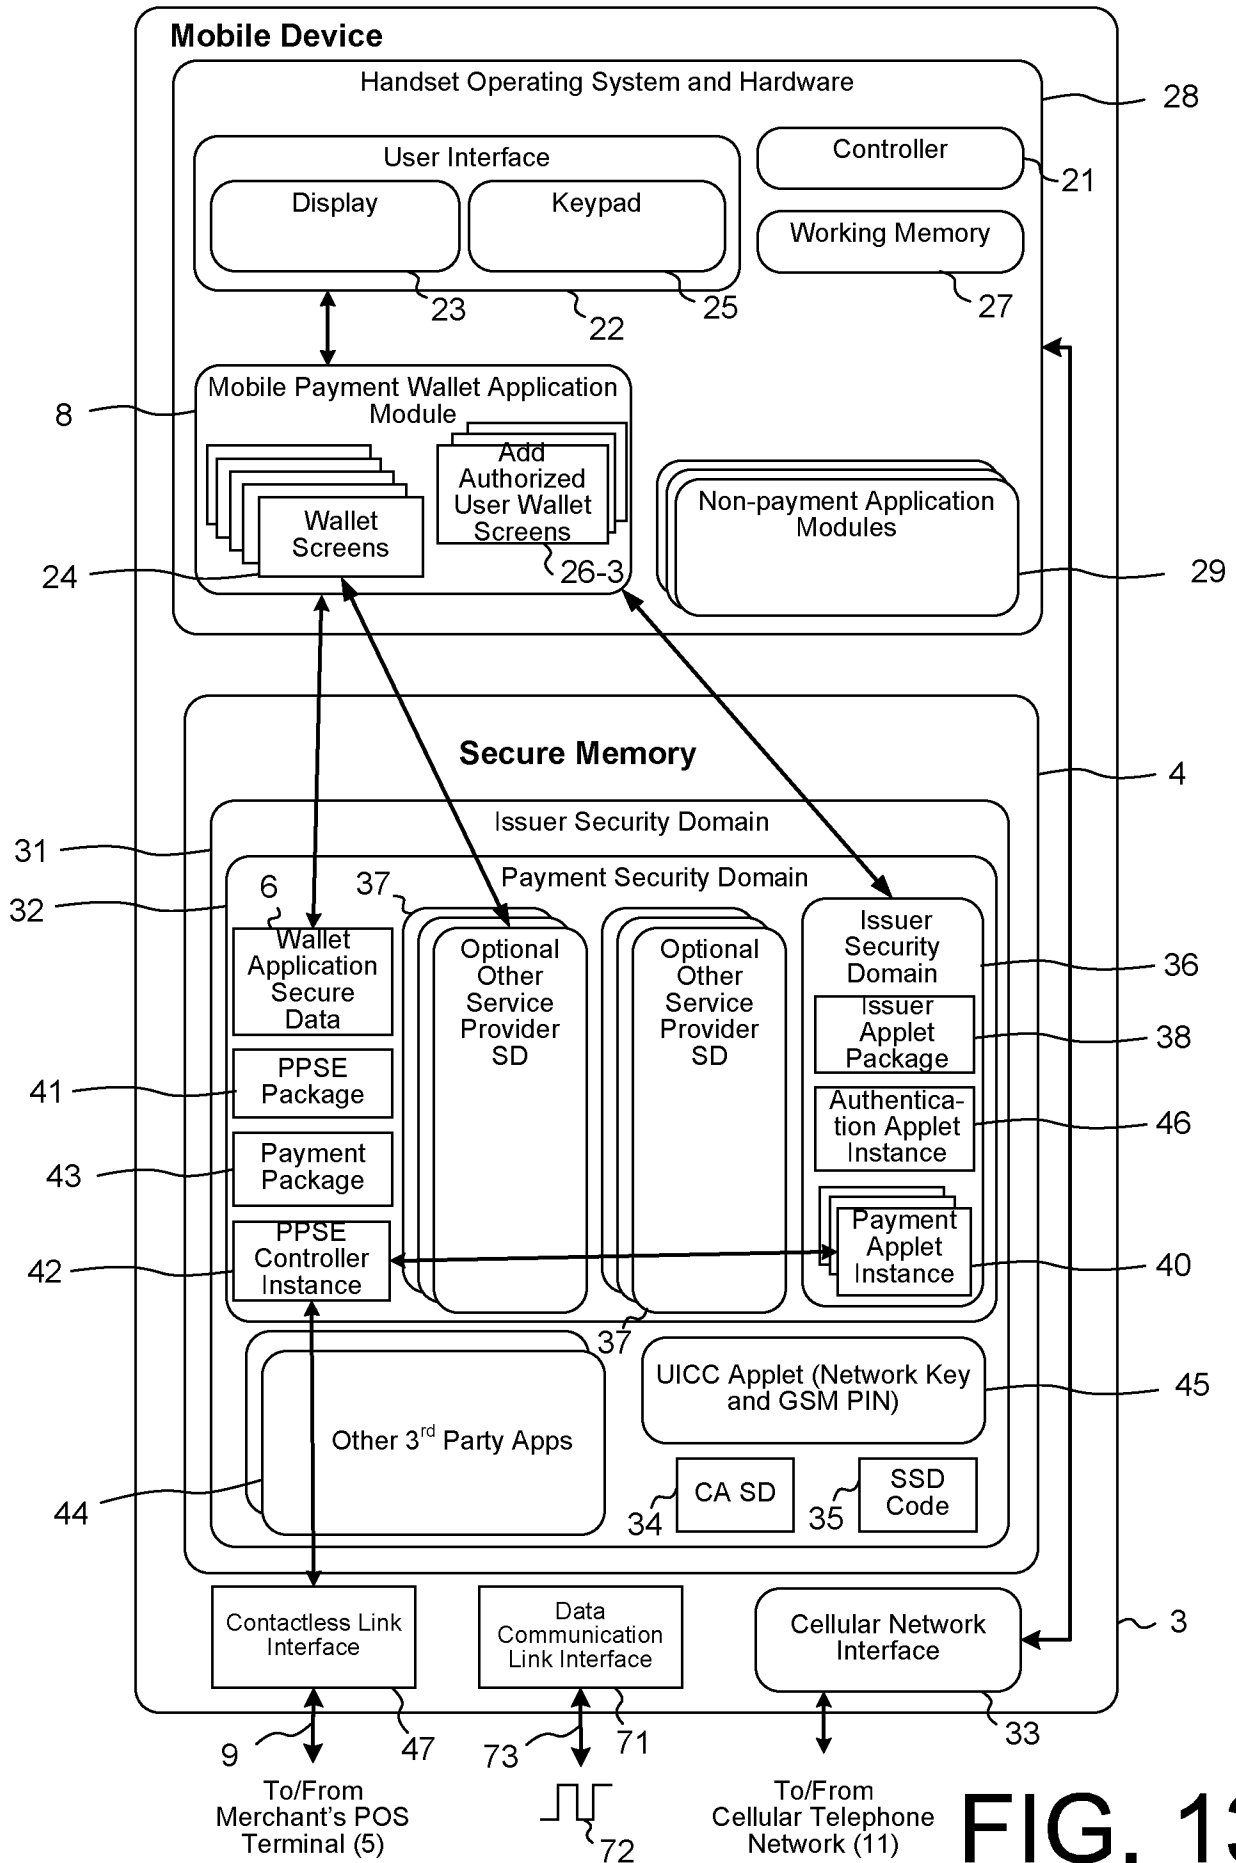 Mobile Device
Handset Operating System and Hardware
28
User Interface
Controller
21
Display
Keypad
Working Memory
23
22
25
27
Mobile Payment Wallet Application
Module
8
Add
Authorized
User Wallet
Screens
Wallet
Screens
24
26-3
Non-payment Application
Modules
29
Secure Memory
4
Issuer Security Domain
31
Payment Security Domain
32
6
37
Wallet
Application
Secure
Data
Optional
Other
Service
Provider
SD
Optional
Other
Service
Provider
SD
Issuer
Security
Domain
36
Issuer
Applet
Package
38
PPSE
Package
41
Authentica-
tion Applet
Instance
46
Payment
Package
43
PPSE
Controller
Instance
42
Payment
Applet
Instance
40
37
UICC Applet (Network Key
and GSM PIN)
45
Other 3rd Party Apps
44
CA SD
34
SSD
Code
35
Contactless Link
Interface
Data
Communication
Link Interface
Cellular Network
Interface
3
9
47
73
71
33
To/From
Merchant's POS
Terminal (5)
72
To/From
Cellular Telephone
Network (11)
FIG. 13